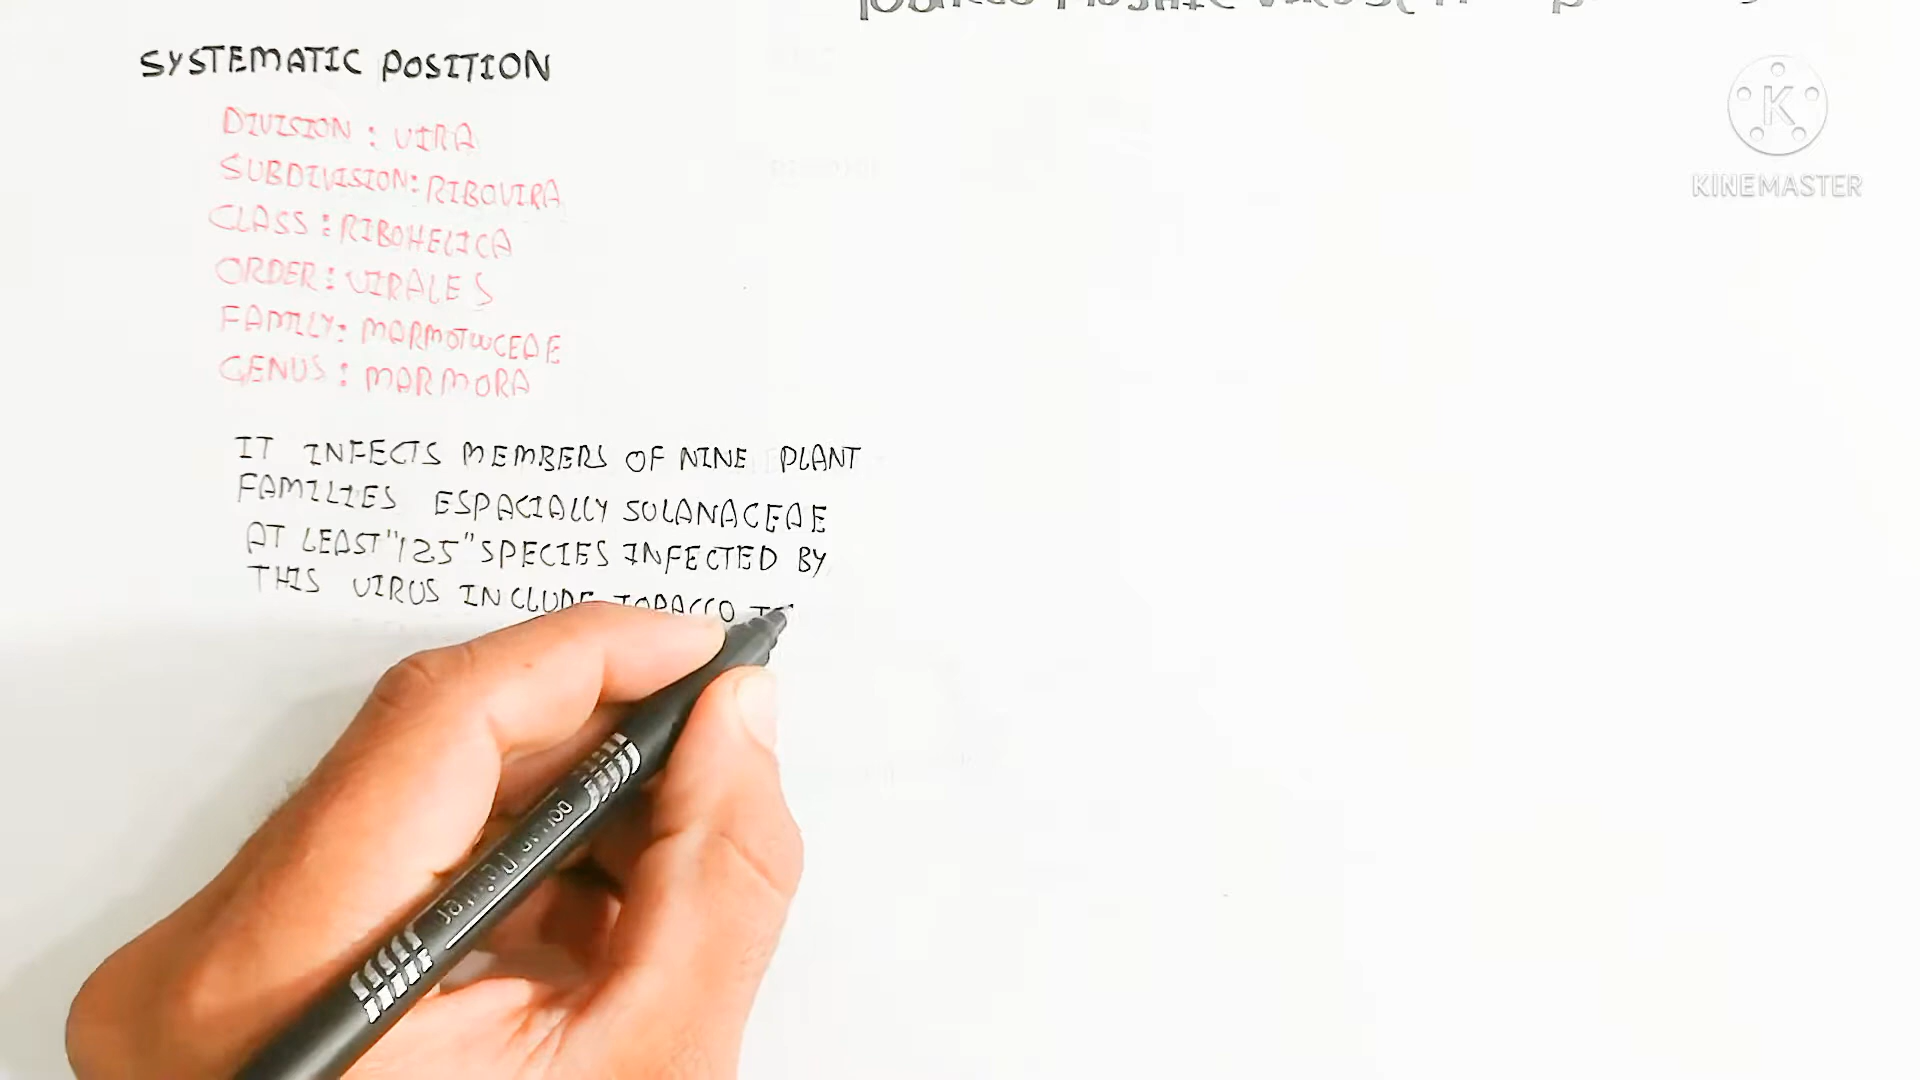 SYSTEMATIC POSITION
DIVISION : VIRA
SUBDIVISION: RIBOVIRA
CLASS : RIBOHELICA
ORDER : VIRALES
FAMILY: MARMOTUCEAE
GENUS : MARMORA
IT INFECTS MEMBERS OF NINE PLANT
FAMILIES ESPACIALLY SOLANACEAE
AT LEAST "125" SPECIES INFECTED BY
THIS VIRUS INCLUDE TOBACCO
K
KINEMASTER